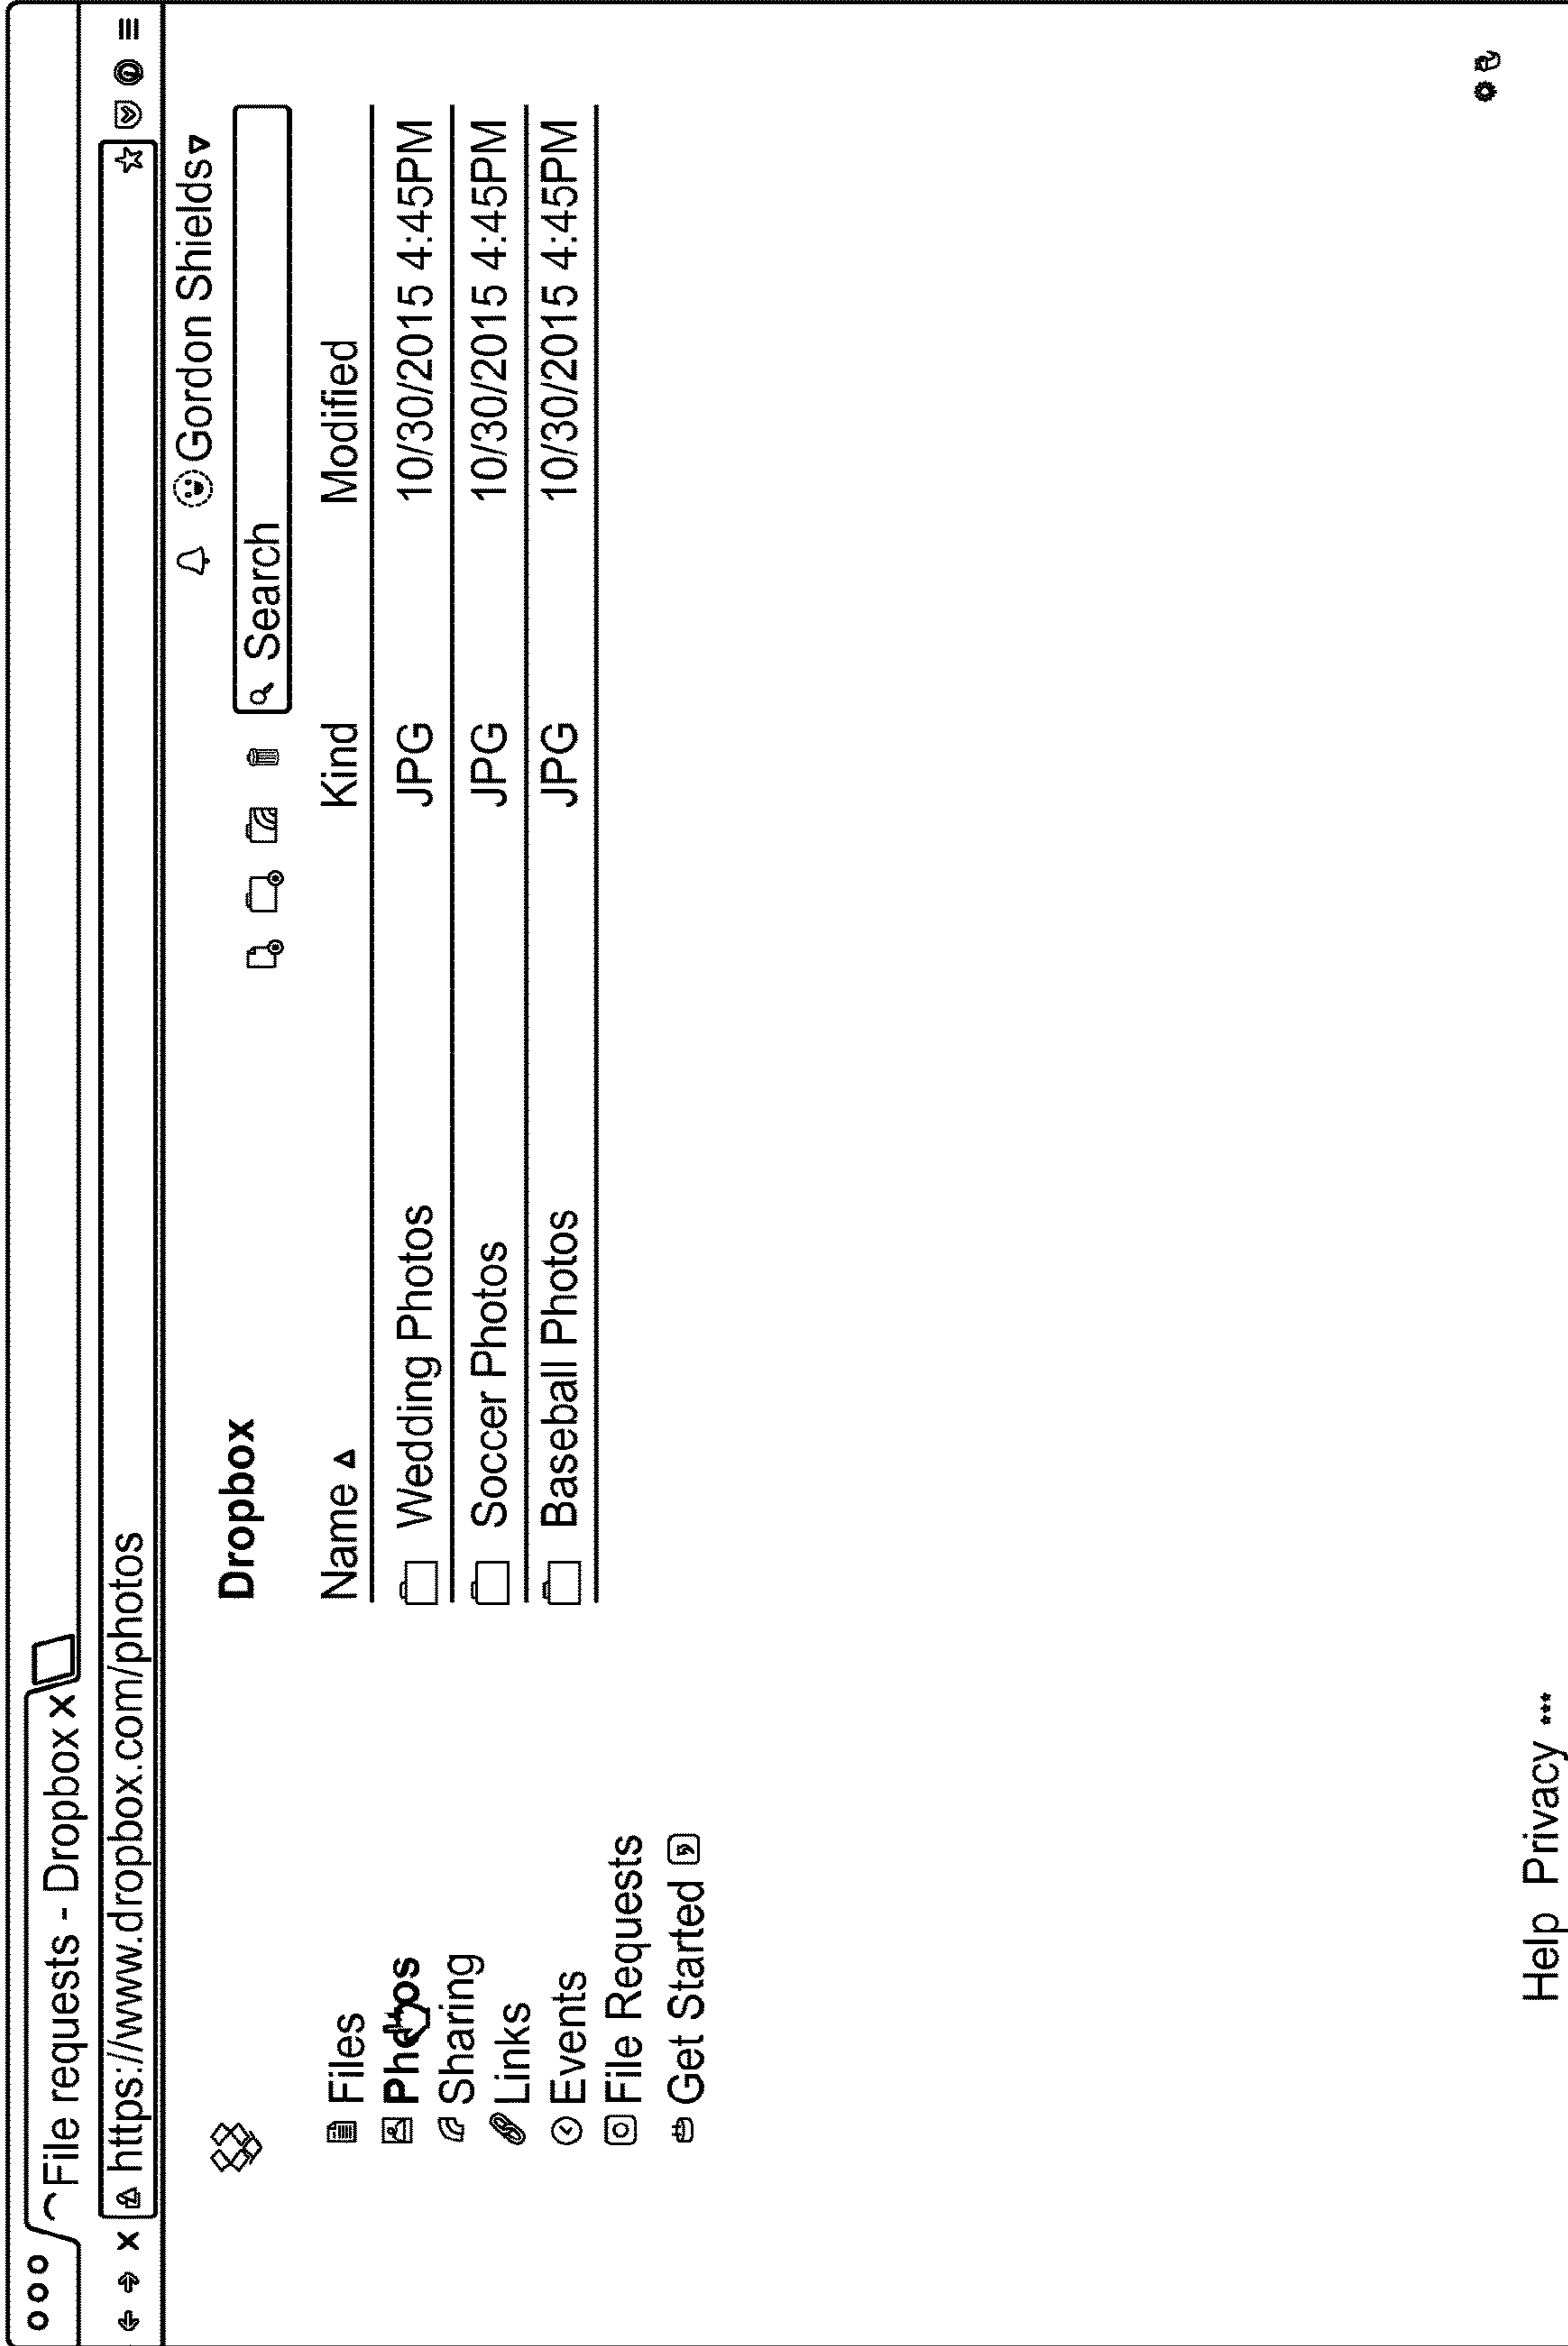 File requests - Dropbox X
https://www.dropbox.com/photos
Gordon Shields
Dropbox
Search
Name Kind Modified
Wedding Photos JPG 10/30/2015 4:45PM
Soccer Photos JPG 10/30/2015 4:45PM
Baseball Photos JPG 10/30/2015 4:45PM
Files
Photos
Sharing
Links
Events
File Requests
Get Started
Help Privacy ***